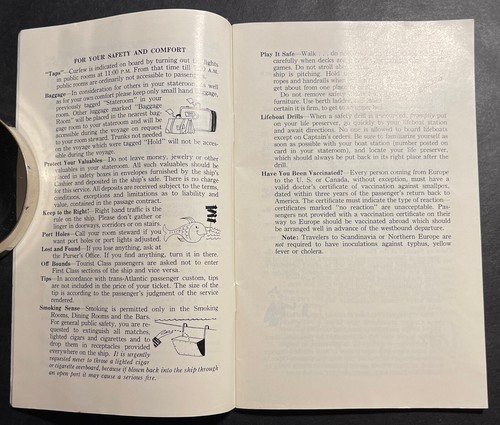 FOR YOUR SAFETY AND COMFORT
"Taps"—Curfew is indicated on board by turning out the lights
in public rooms at 11:00 P.M. From that time till A.M.
public rooms are ordinarily not accessible to passengers.
Baggage—In consideration for others in your stateroom as well
as for your own comfort please keep only small hand luggage,
previously tagged "Stateroom" in your
room. Other baggage marked "Baggage
Room" will be placed in the nearest bag-
gage room to your stateroom and will be
accessible during the voyage on request
to your room steward. Trunks not needed
on the voyage which were tagged "Hold" will not be acces-
sible during the voyage.
Protect Your Valuables—Do not leave money, jewelry or other
valuables in your stateroom. All such valuables should be
placed in safety boxes in envelopes furnished by the ship's
Cashier and deposited in the ship's safe. There is no charge
for this service. All deposits are received subject to the terms,
conditions, exceptions and limitations as to liability and
value, contained in the passage contract.
Keep to the Right!—Right hand traffic is the
rule on the ship. Please don't gather or
linger in doorways, corridors or on stairs.
Port Holes—Call your room steward if you
want port holes or port lights adjusted.
Lost and Found—If you lose anything, ask at
the Purser's Office. If you find anything, turn it in there.
Off Bounds—Tourist Class passengers are asked not to enter
First Class sections of the ship and vice versa.
Tips—In accordance with trans-Atlantic passenger custom, tips
are not included in the price of your ticket. The size of the
tip is according to the passenger's judgment of the service
rendered.
Smoking Sense—Smoking is permitted only in the Smoking
Rooms, Dining Rooms and the Bars.
For general safety, you are re-
quested to extinguish all matches,
lighted cigars and cigarettes and to
drop them in receptacles provided
everywhere on the ship. It is urgently
requested never to throw a lighted cigar
or cigarette overboard, because if blown back into the ship through
an open port it may cause a serious fire.
Play It Safe—Walk
carefully when decks are
games. Do not stroll
ship is pitching. Hold
ropes and handrails
get about from one place
Do not remove
furniture. Use berth
certain it is firm, to get
Lifeboat Drills—When a safety drill is promptly put
on your life preserver, go quickly to your lifeboat station
and await directions. No one is allowed to board lifeboats
except on Captain's orders. Be sure to familiarize yourself as
soon as possible with your boat station (number posted on
card in your stateroom), and locate your life preserver,
which should always be put back in its right place after the
drill.
Have You Been Vaccinated?—Every person coming from Europe
to the U. S. or Canada, without exception, must have a
valid doctor's certificate of vaccination against smallpox,
dated within three years of the passenger's return back to
America. The certificate must indicate the type of reaction—
certificates marked "no reaction" are unacceptable. Pas-
sengers not provided with a vaccination certificate on their
way to Europe should be vaccinated abroad which should
be arranged well in advance of the westbound departure.
Note: Travelers to Scandinavia or Northern Europe are
not required to have inoculations against typhus, yellow
fever or cholera.